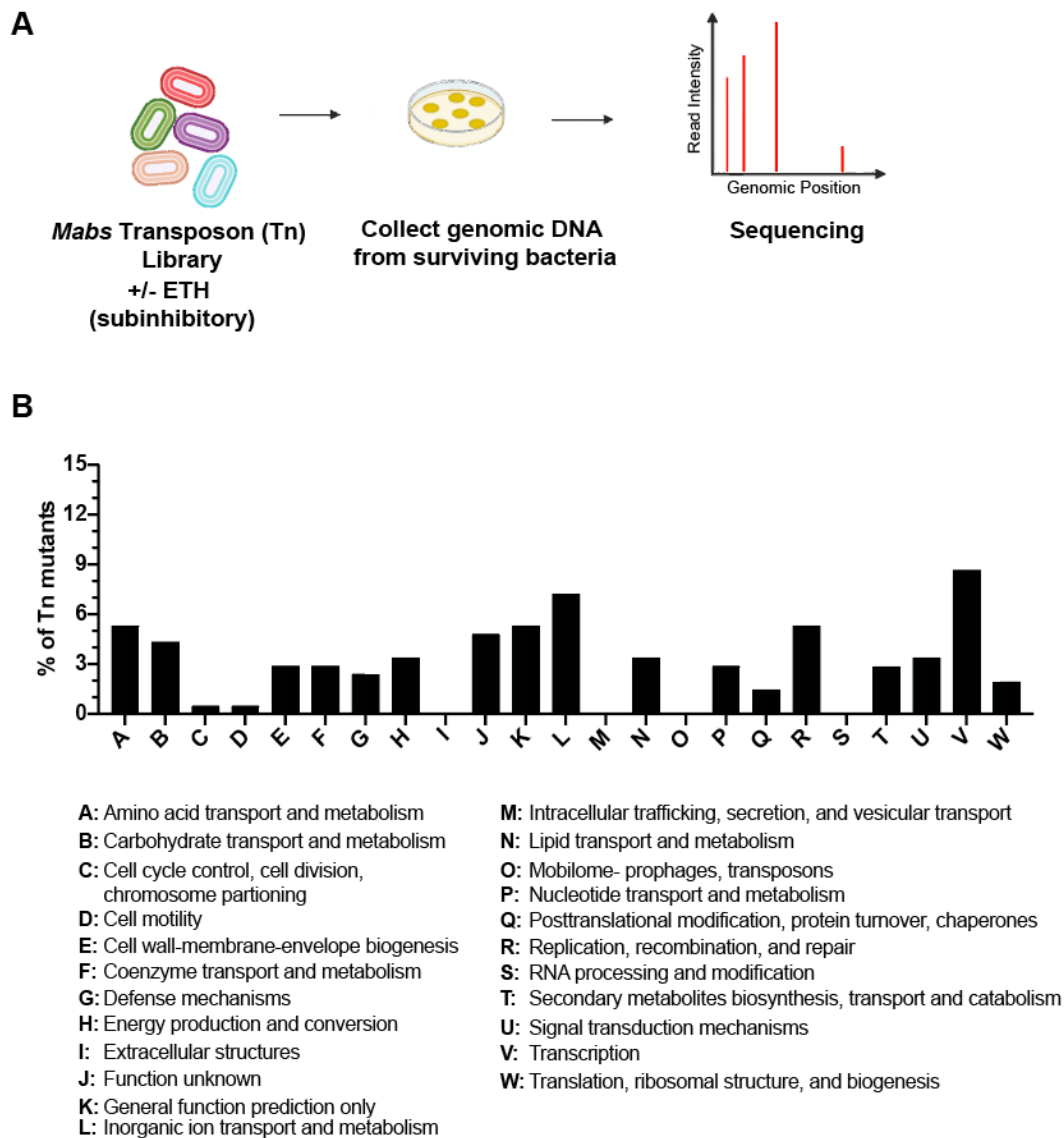 A
Read Intensity
Genomic Position
Mabs Transposon (Tn)
Library
+/- ETH
(subinhibitory)
Collect genomic DNA
from surviving bacteria
Sequencing
B
% of Tn mutants
15
12
9
6
3
0
A B C D E F G H I J K L M N O P Q R S T U V W
A: Amino acid transport and metabolism
B: Carbohydrate transport and metabolism
C: Cell cycle control, cell division,
chromosome partioning
D: Cell motility
E: Cell wall-membrane-envelope biogenesis
F: Coenzyme transport and metabolism
G: Defense mechanisms
H: Energy production and conversion
I: Extracellular structures
J: Function unknown
K: General function prediction only
L: Inorganic ion transport and metabolism
M: Intracellular trafficking, secretion, and vesicular transport
N: Lipid transport and metabolism
O: Mobilome- prophages, transposons
P: Nucleotide transport and metabolism
Q: Posttranslational modification, protein turnover, chaperones
R: Replication, recombination, and repair
S: RNA processing and modification
T: Secondary metabolites biosynthesis, transport and catabolism
U: Signal transduction mechanisms
V: Transcription
W: Translation, ribosomal structure, and biogenesis